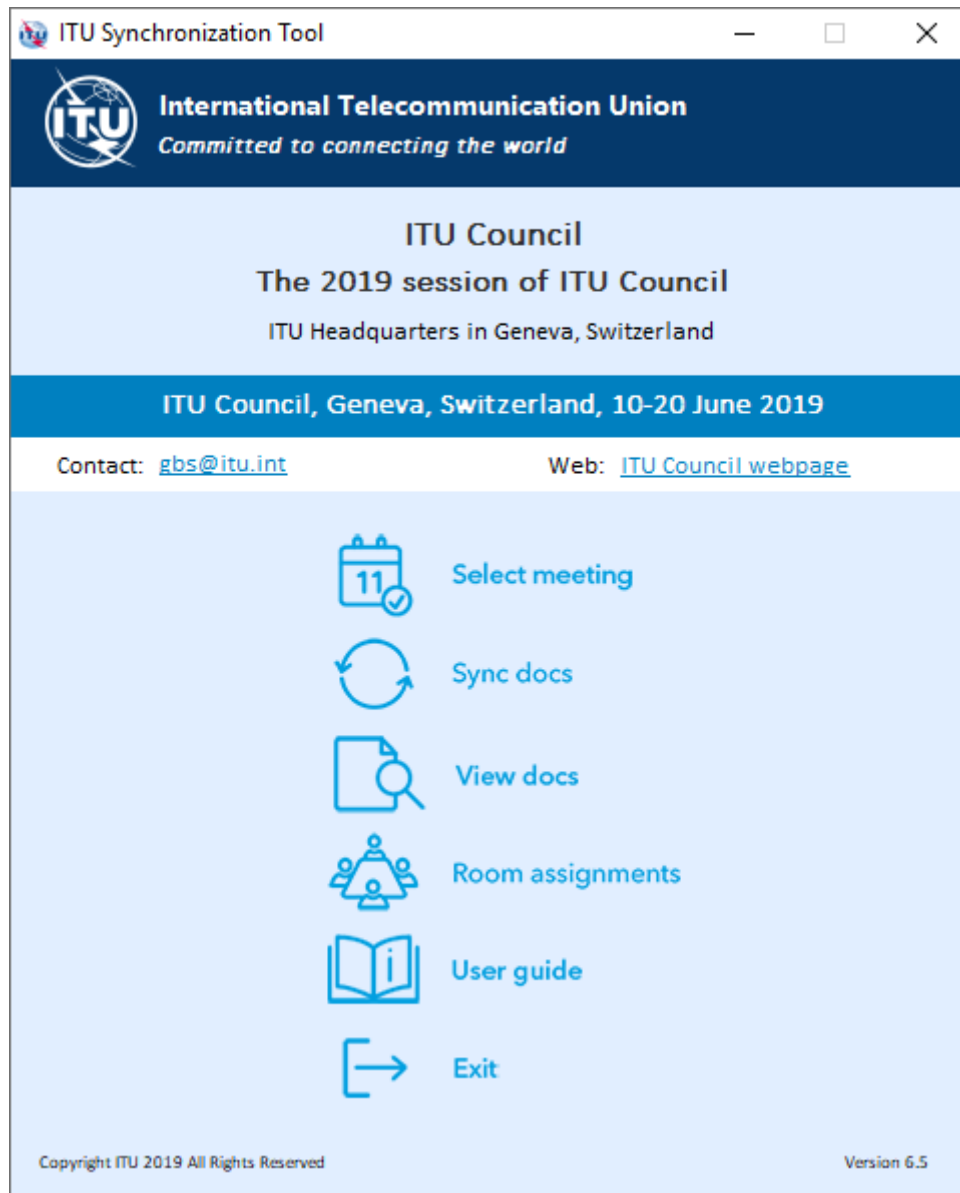 ITU Synchronization Tool
ITU
International Telecommunication Union
Committed to connecting the world
ITU Council
The 2019 session of ITU Council
ITU Headquarters in Geneva, Switzerland
ITU Council, Geneva, Switzerland, 10-20 June 2019
Contact: gbs@itu.int Web: ITU Council webpage
11 Select meeting
Sync docs
View docs
Room assignments
i User guide
Exit
Copyright ITU 2019 All Rights Reserved Version 6.5